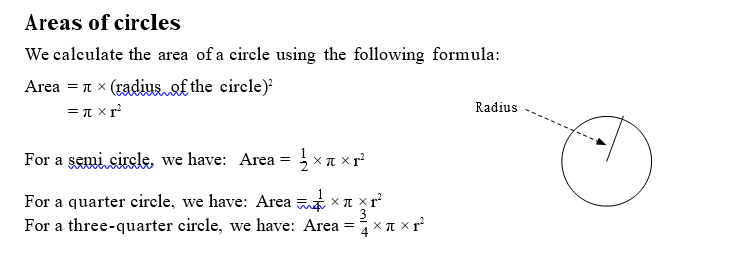 Areas of circles
We calculate the area of a circle using the following formula:
Area = π × (radius of the circle)²
= π × r²
Radius
For a semi circle, we have: Area = 1/2 × π × r²
For a quarter circle, we have: Area = 1/4 × π × r²
For a three-quarter circle, we have: Area = 3/4 × π × r²